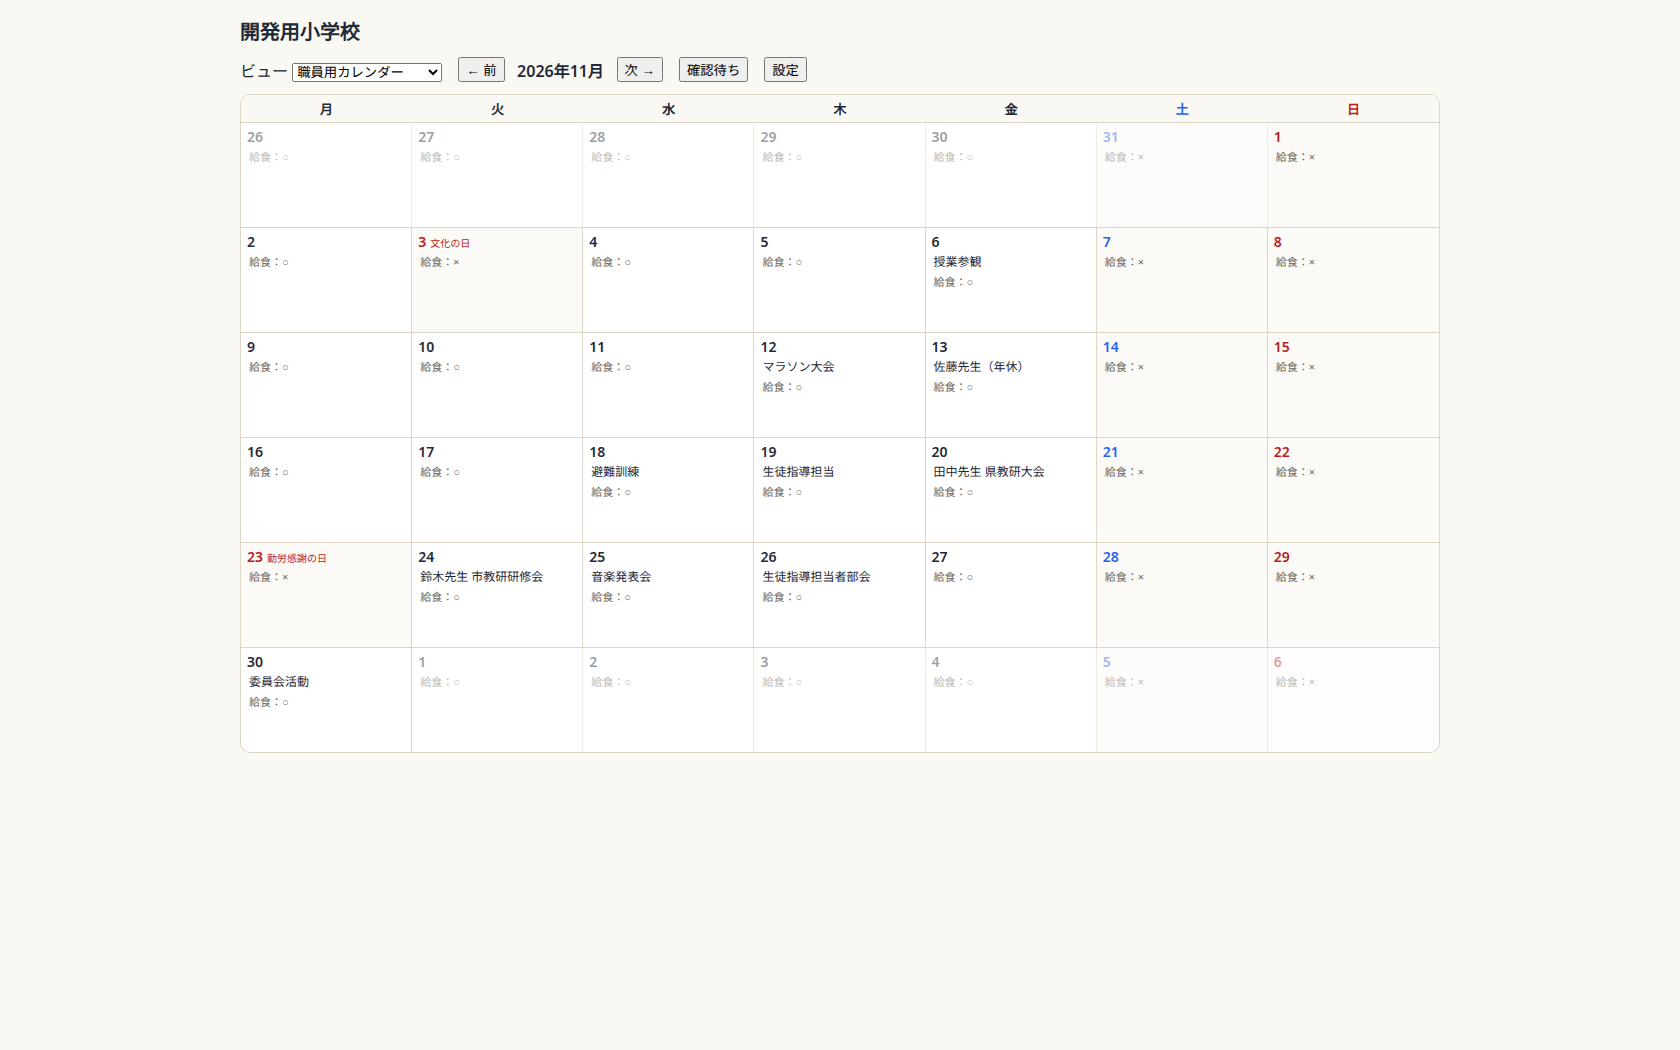 開発用小学校
ビュー 職員用カレンダー ← 前 2026年11月 次 → 確認待ち 設定
月 火 水 木 金 土 日
26 27 28 29 30 31 1
給食：○ 給食：○ 給食：○ 給食：○ 給食：○ 給食：× 給食：×
2 3 文化の日 4 5 6 7 8
給食：○ 給食：× 給食：○ 給食：○ 授業参観 給食：× 給食：×
給食：○
9 10 11 12 13 14 15
給食：○ 給食：○ 給食：○ マラソン大会 佐藤先生（年休） 給食：× 給食：×
給食：○ 給食：○
16 17 18 19 20 21 22
給食：○ 給食：○ 避難訓練 生徒指導担当 田中先生 県教研大会 給食：× 給食：×
給食：○ 給食：○ 給食：○
23 勤労感謝の日 24 25 26 27 28 29
給食：× 鈴木先生 市教研研修会 音楽発表会 生徒指導担当者部会 給食：○ 給食：× 給食：×
給食：○ 給食：○ 給食：○
30 1 2 3 4 5 6
委員会活動 給食：○ 給食：○ 給食：○ 給食：○ 給食：× 給食：×
給食：○